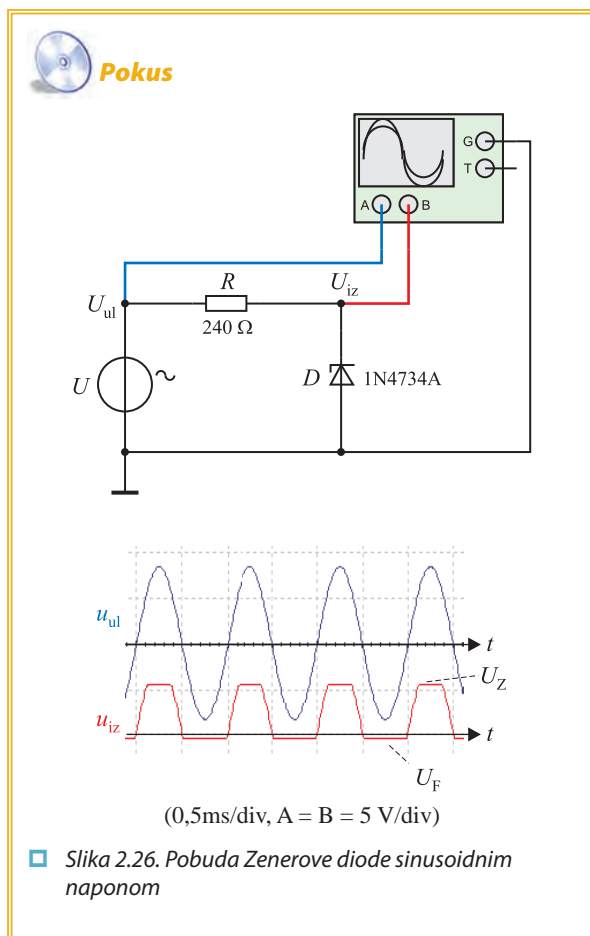 Pokus
G
T
A
B
U_ul
R
240 Ω
U_iz
U
D
1N4734A
u_ul
t
U_Z
u_iz
t
U_F
(0,5ms/div, A = B = 5 V/div)
Slika 2.26. Pobuda Zenerove diode sinusoidnim
naponom